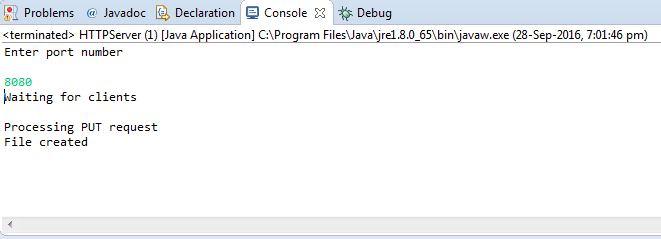 Problems @ Javadoc Declaration Console Debug
<terminated> HTTPServer (1) [Java Application] C:\Program Files\Java\jre1.8.0_65\bin\javaw.exe (28-Sep-2016, 7:01:46 pm)
Enter port number
8080
Waiting for clients
Processing PUT request
File created